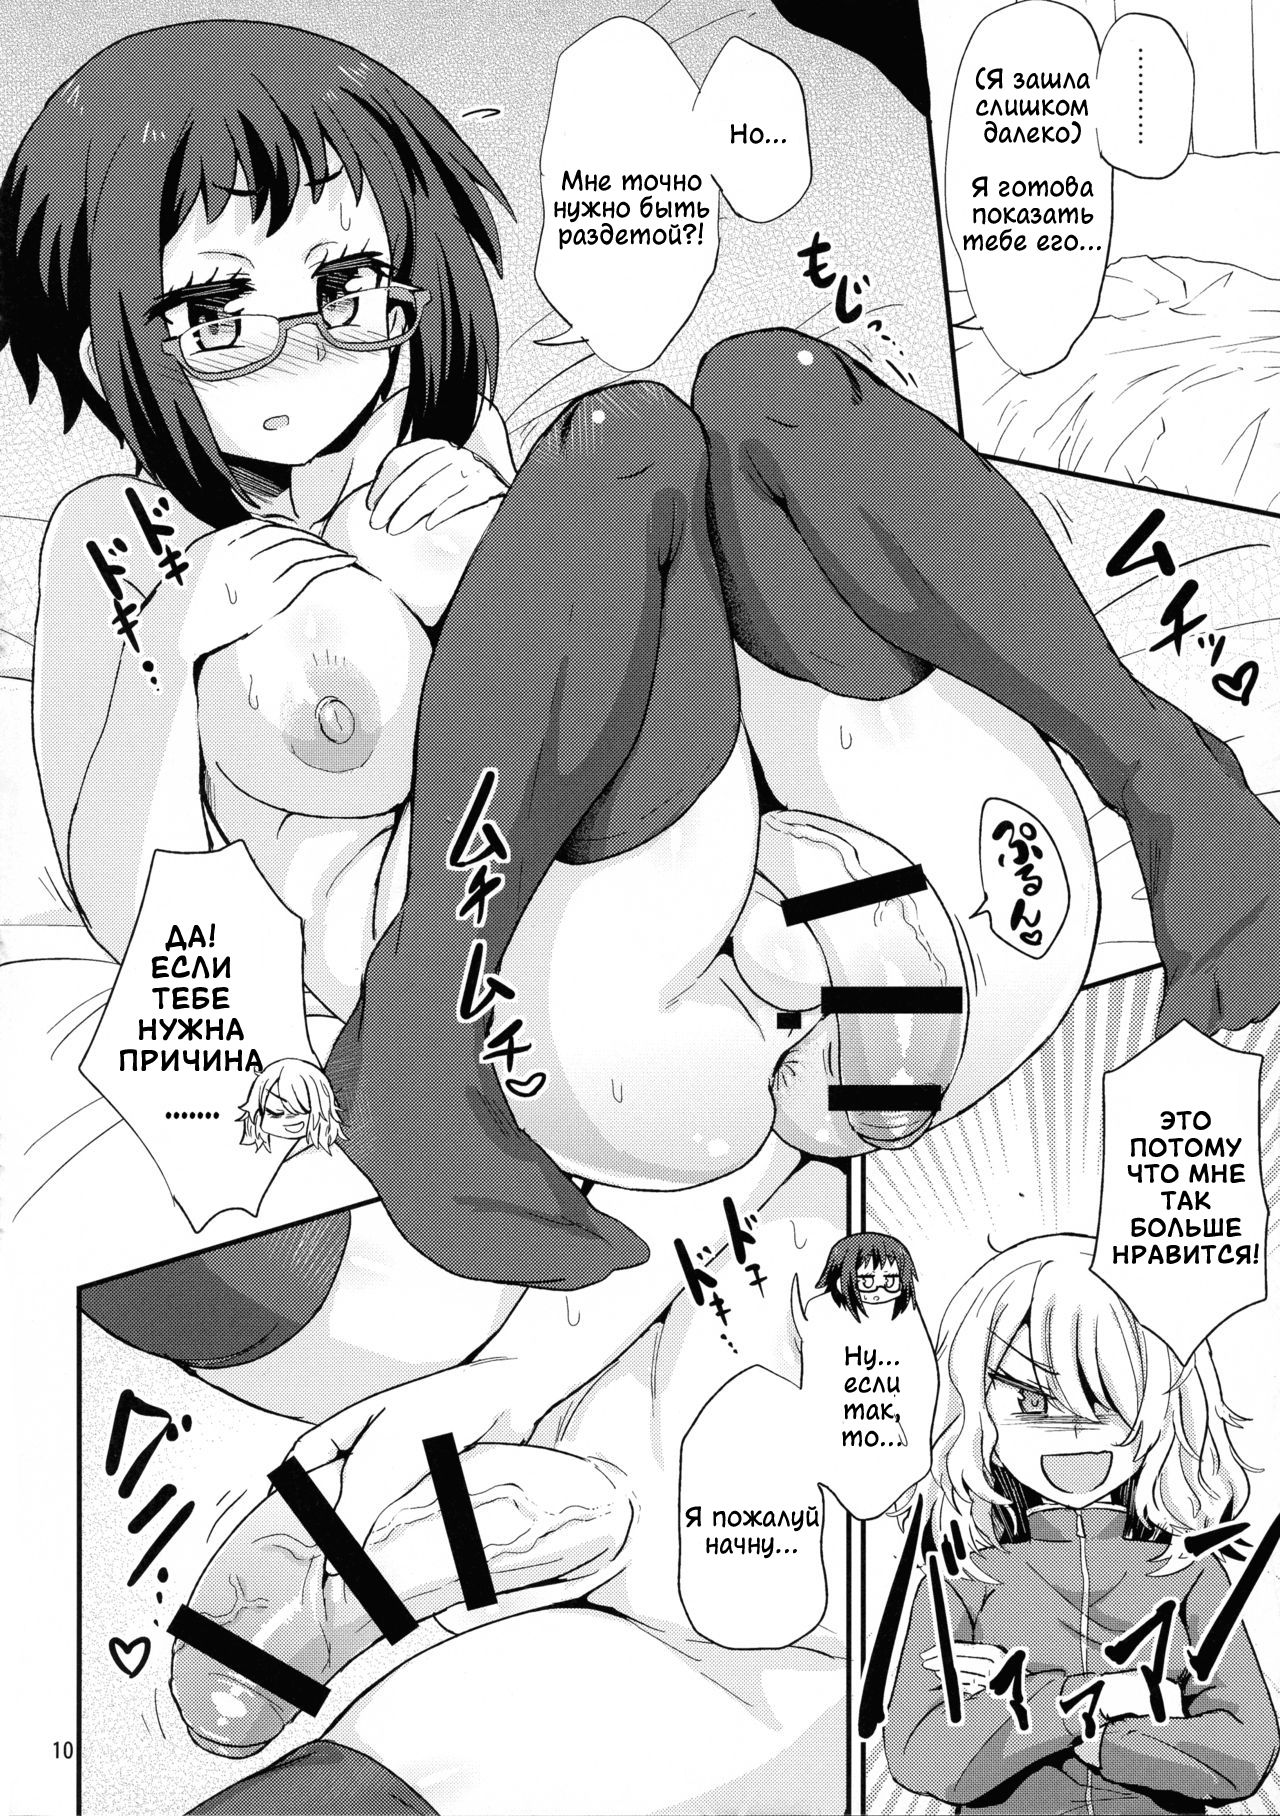 .........
(Я зашла
слишком
далеко)
Я готова
показать
тебе его...
Но...
Мне точно
нужно быть
раздетой?!
もじ
っ..
ドキ
ドキ..
ムチッ♡
ムチ
ムチ♡
ぷるん♡
ДА!
ЕСЛИ
ТЕБЕ
НУЖНА
ПРИЧИНА
.......
ЭТО
ПОТОМУ
ЧТО МНЕ
ТАК
БОЛЬШЕ
НРАВИТСЯ!
ドキ
ドキ..
Ну...
если
так,
то...
Я пожалуй
начну...
10